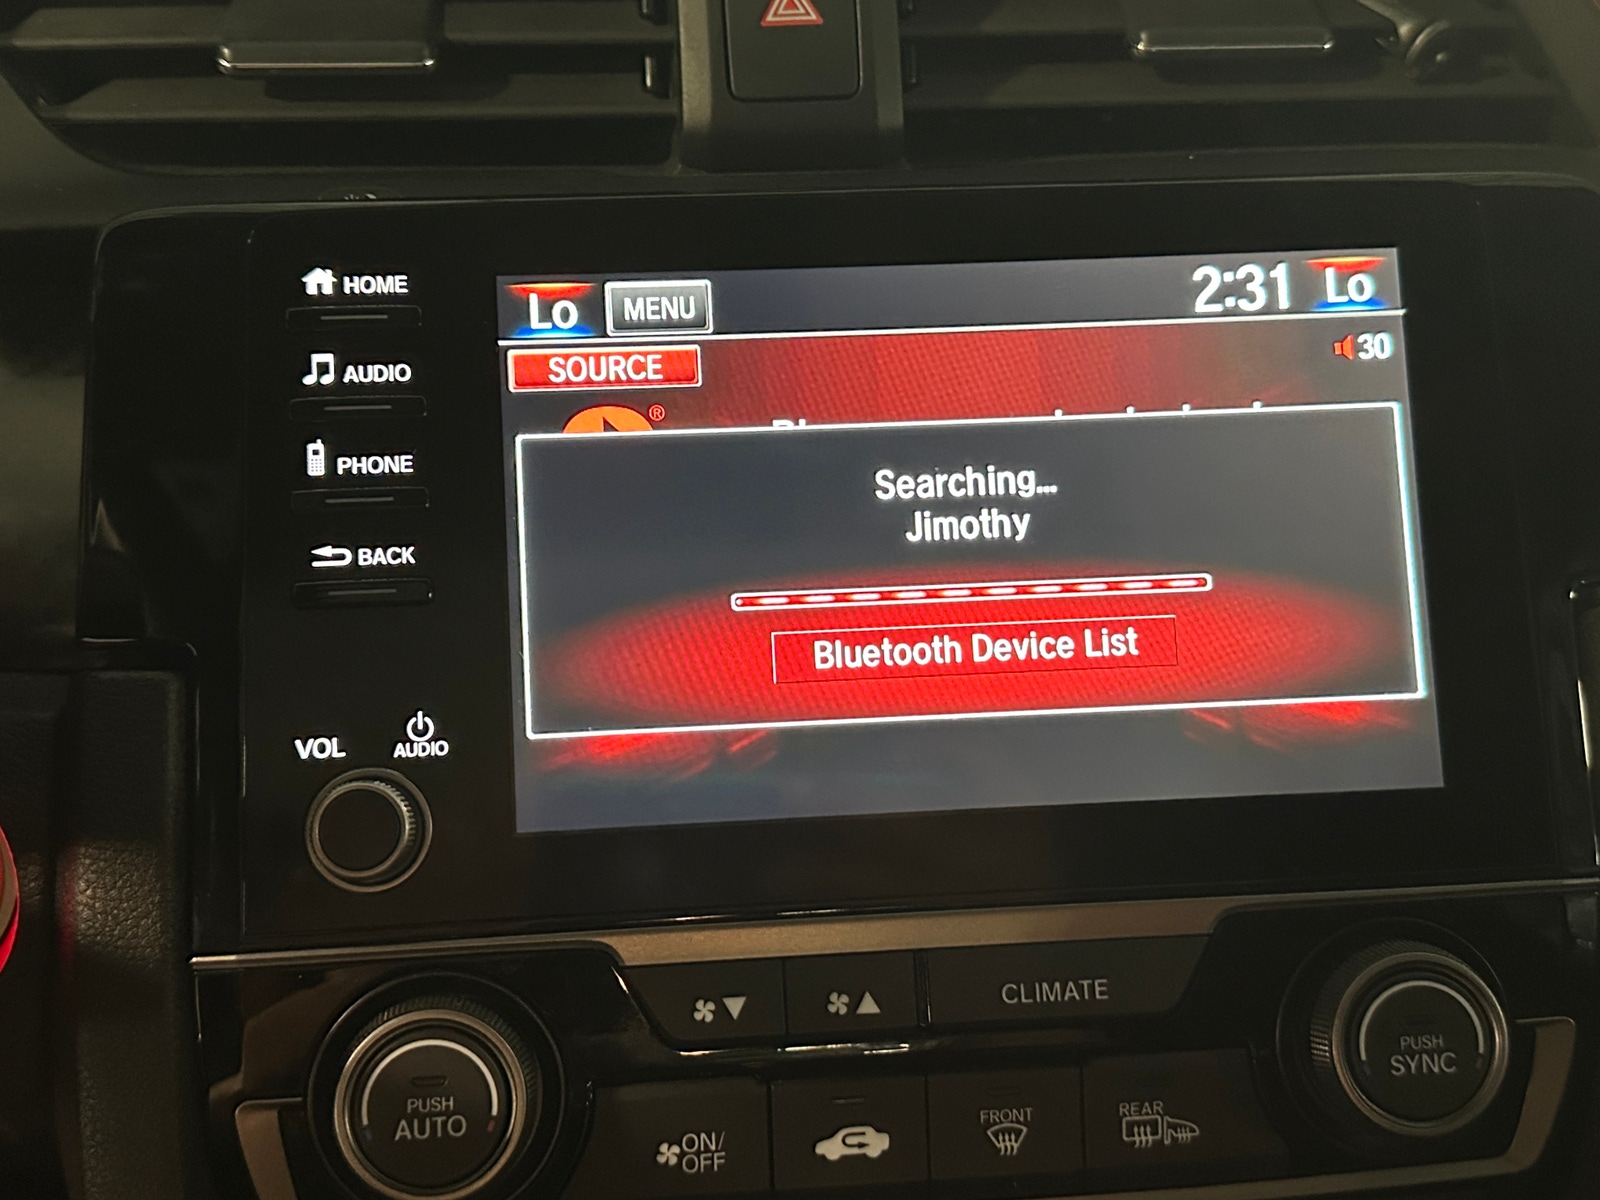 HOME
AUDIO
PHONE
BACK
VOL
AUDIO
Lo
MENU
2:31
Lo
SOURCE
30
®
Searching...
Jimothy
Bluetooth Device List
CLIMATE
PUSH
AUTO
ON/
OFF
FRONT
REAR
PUSH
SYNC